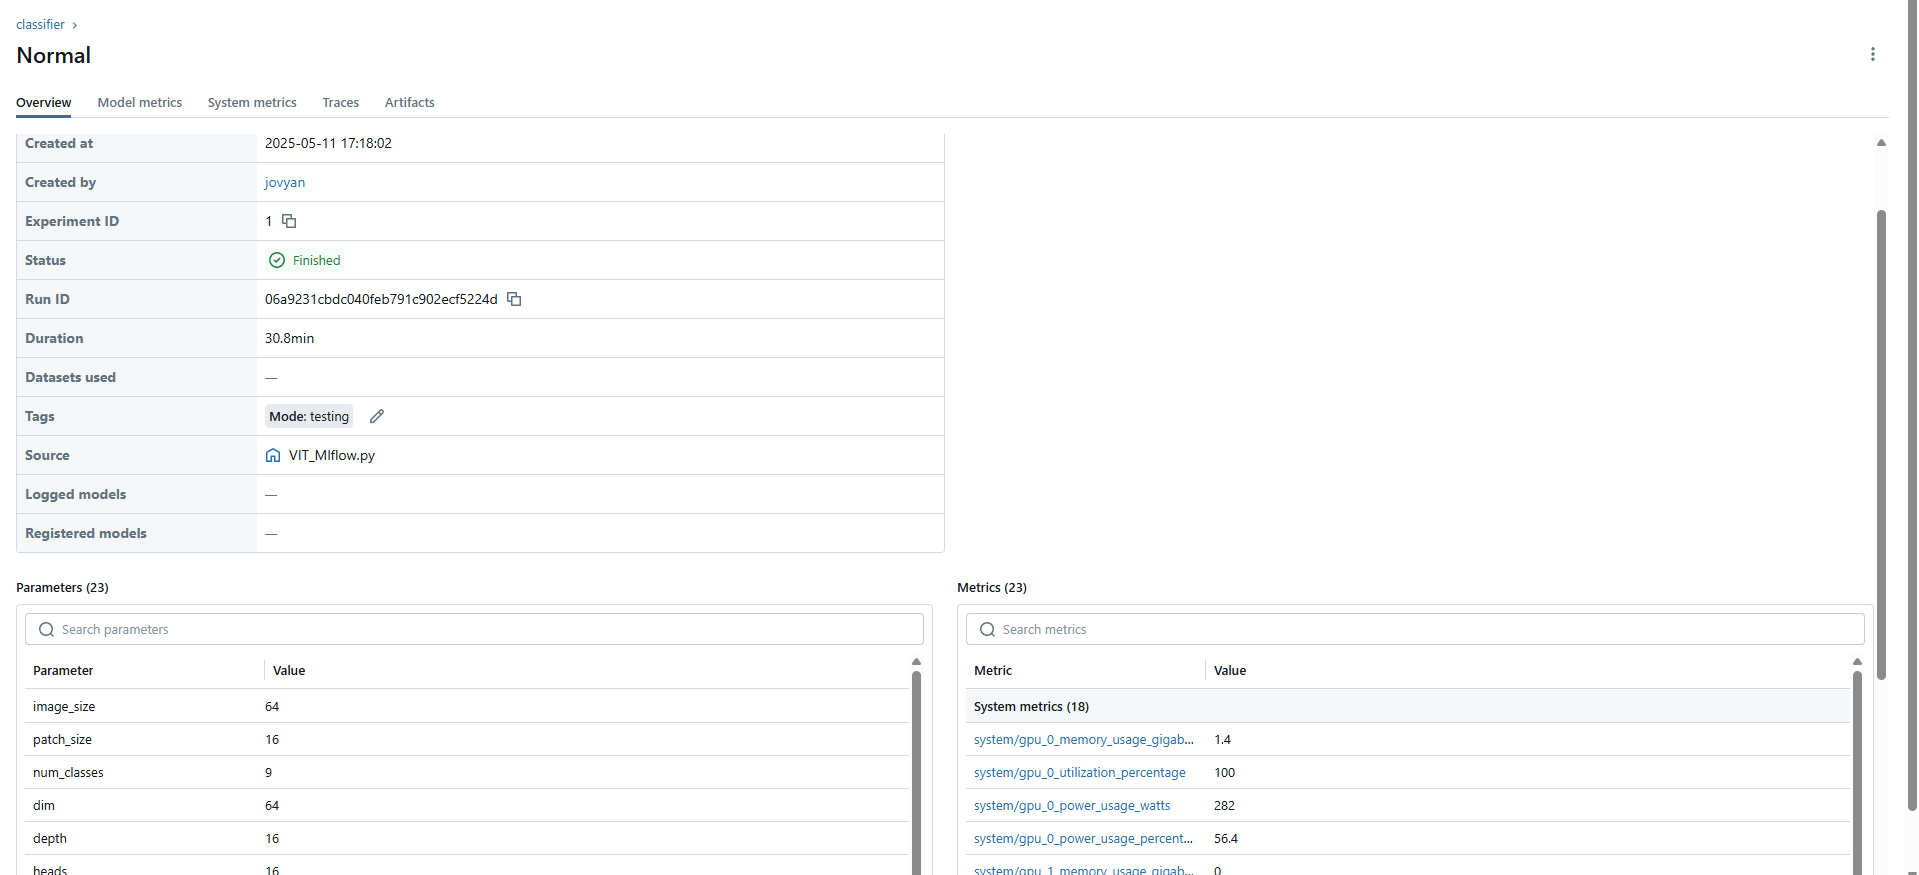 classifier ›
Normal
Overview Model metrics System metrics Traces Artifacts
Created at 2025-05-11 17:18:02
Created by jovyan
Experiment ID 1
Status Finished
Run ID 06a9231cbdc040feb791c902ecf5224d
Duration 30.8min
Datasets used —
Tags Mode: testing
Source VIT_Mlflow.py
Logged models —
Registered models —
Parameters (23)
Search parameters
Parameter Value
image_size 64
patch_size 16
num_classes 9
dim 64
depth 16
heads 16
Metrics (23)
Search metrics
Metric Value
System metrics (18)
system/gpu_0_memory_usage_gigab... 1.4
system/gpu_0_utilization_percentage 100
system/gpu_0_power_usage_watts 282
system/gpu_0_power_usage_percent... 56.4
system/gpu_1_memory_usage_gigab... 0